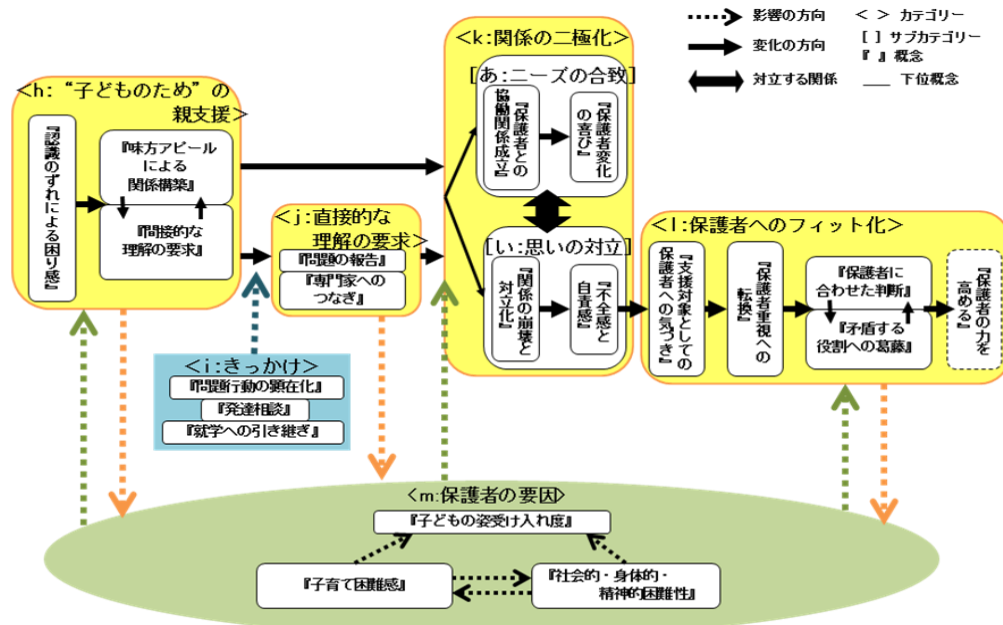 影響の方向
変化の方向
対立する関係
＜ ＞ カテゴリー
[ ] サブカテゴリー
『 』 概念
＿＿ 下位概念
＜h: “子どものため” の
親支援＞
『認識のずれによる困り感』
『味方アピール
による
関係構築』
『間接的な
理解の要求』
＜i:きっかけ＞
『問題行動の顕在化』
『発達相談』
『就学への引き継ぎ』
＜j:直接的な
理解の要求＞
『問題の報告』
『専門家への
つなぎ』
＜k:関係の二極化＞
[あ:ニーズの合致]
『保護者との
協働関係成立』
『保護者変化
の喜び』
[い:思いの対立]
『関係の崩壊と
対立化』
『不全感と
自責感』
＜l:保護者へのフィット化＞
『支援対象としての
保護者への気づき』
『保護者重視への
転換』
『保護者に
合わせた判断』
『矛盾する
役割への葛藤』
『保護者の力を
高める』
＜m:保護者の要因＞
『子どもの姿受け入れ度』
『子育て困難感』
『社会的・身体的・
精神的困難性』